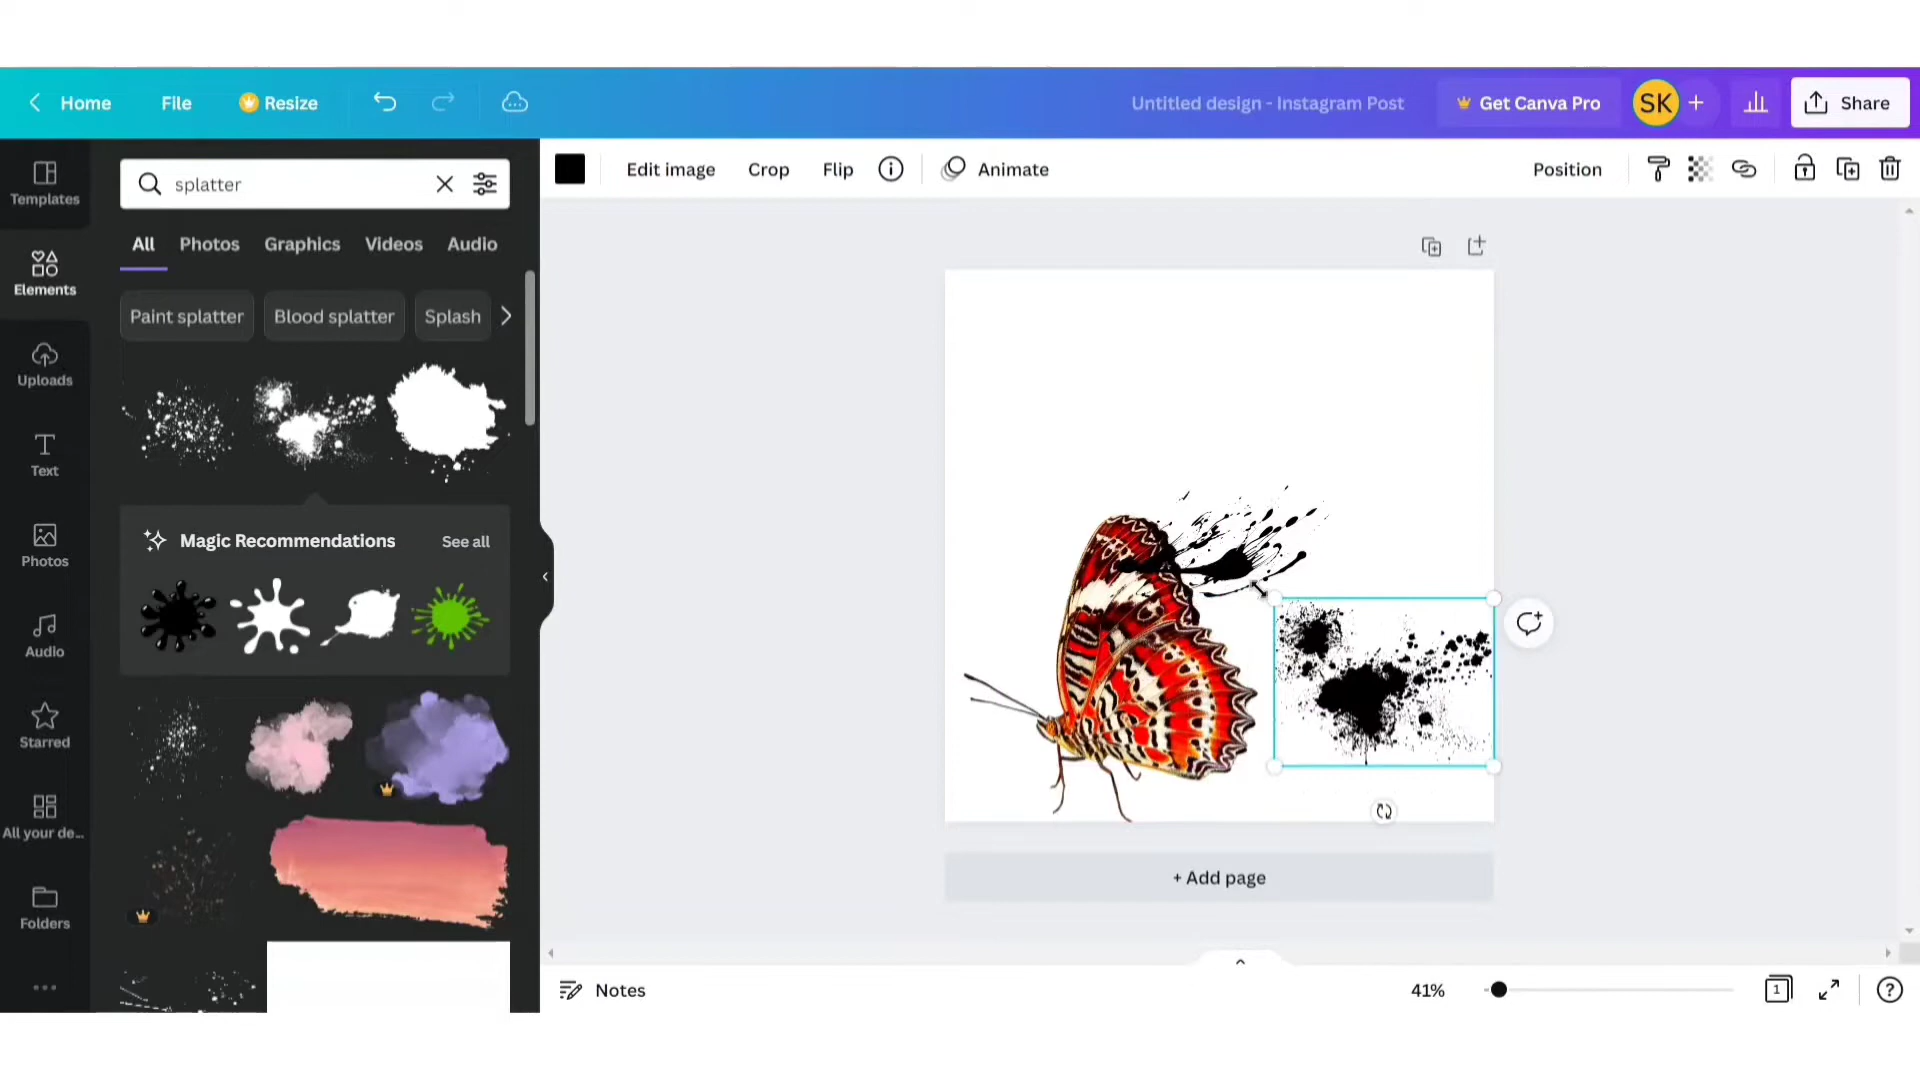 Home File Resize Untitled design - Instagram Post Get Canva Pro SK + Share
Templates
Elements
Uploads
Text
Photos
Audio
Starred
All your de...
Folders
splatter
All Photos Graphics Videos Audio
Paint splatter Blood splatter Splash
Magic Recommendations See all
Edit image Crop Flip Animate Position
+ Add page
Notes 41% 1 ?